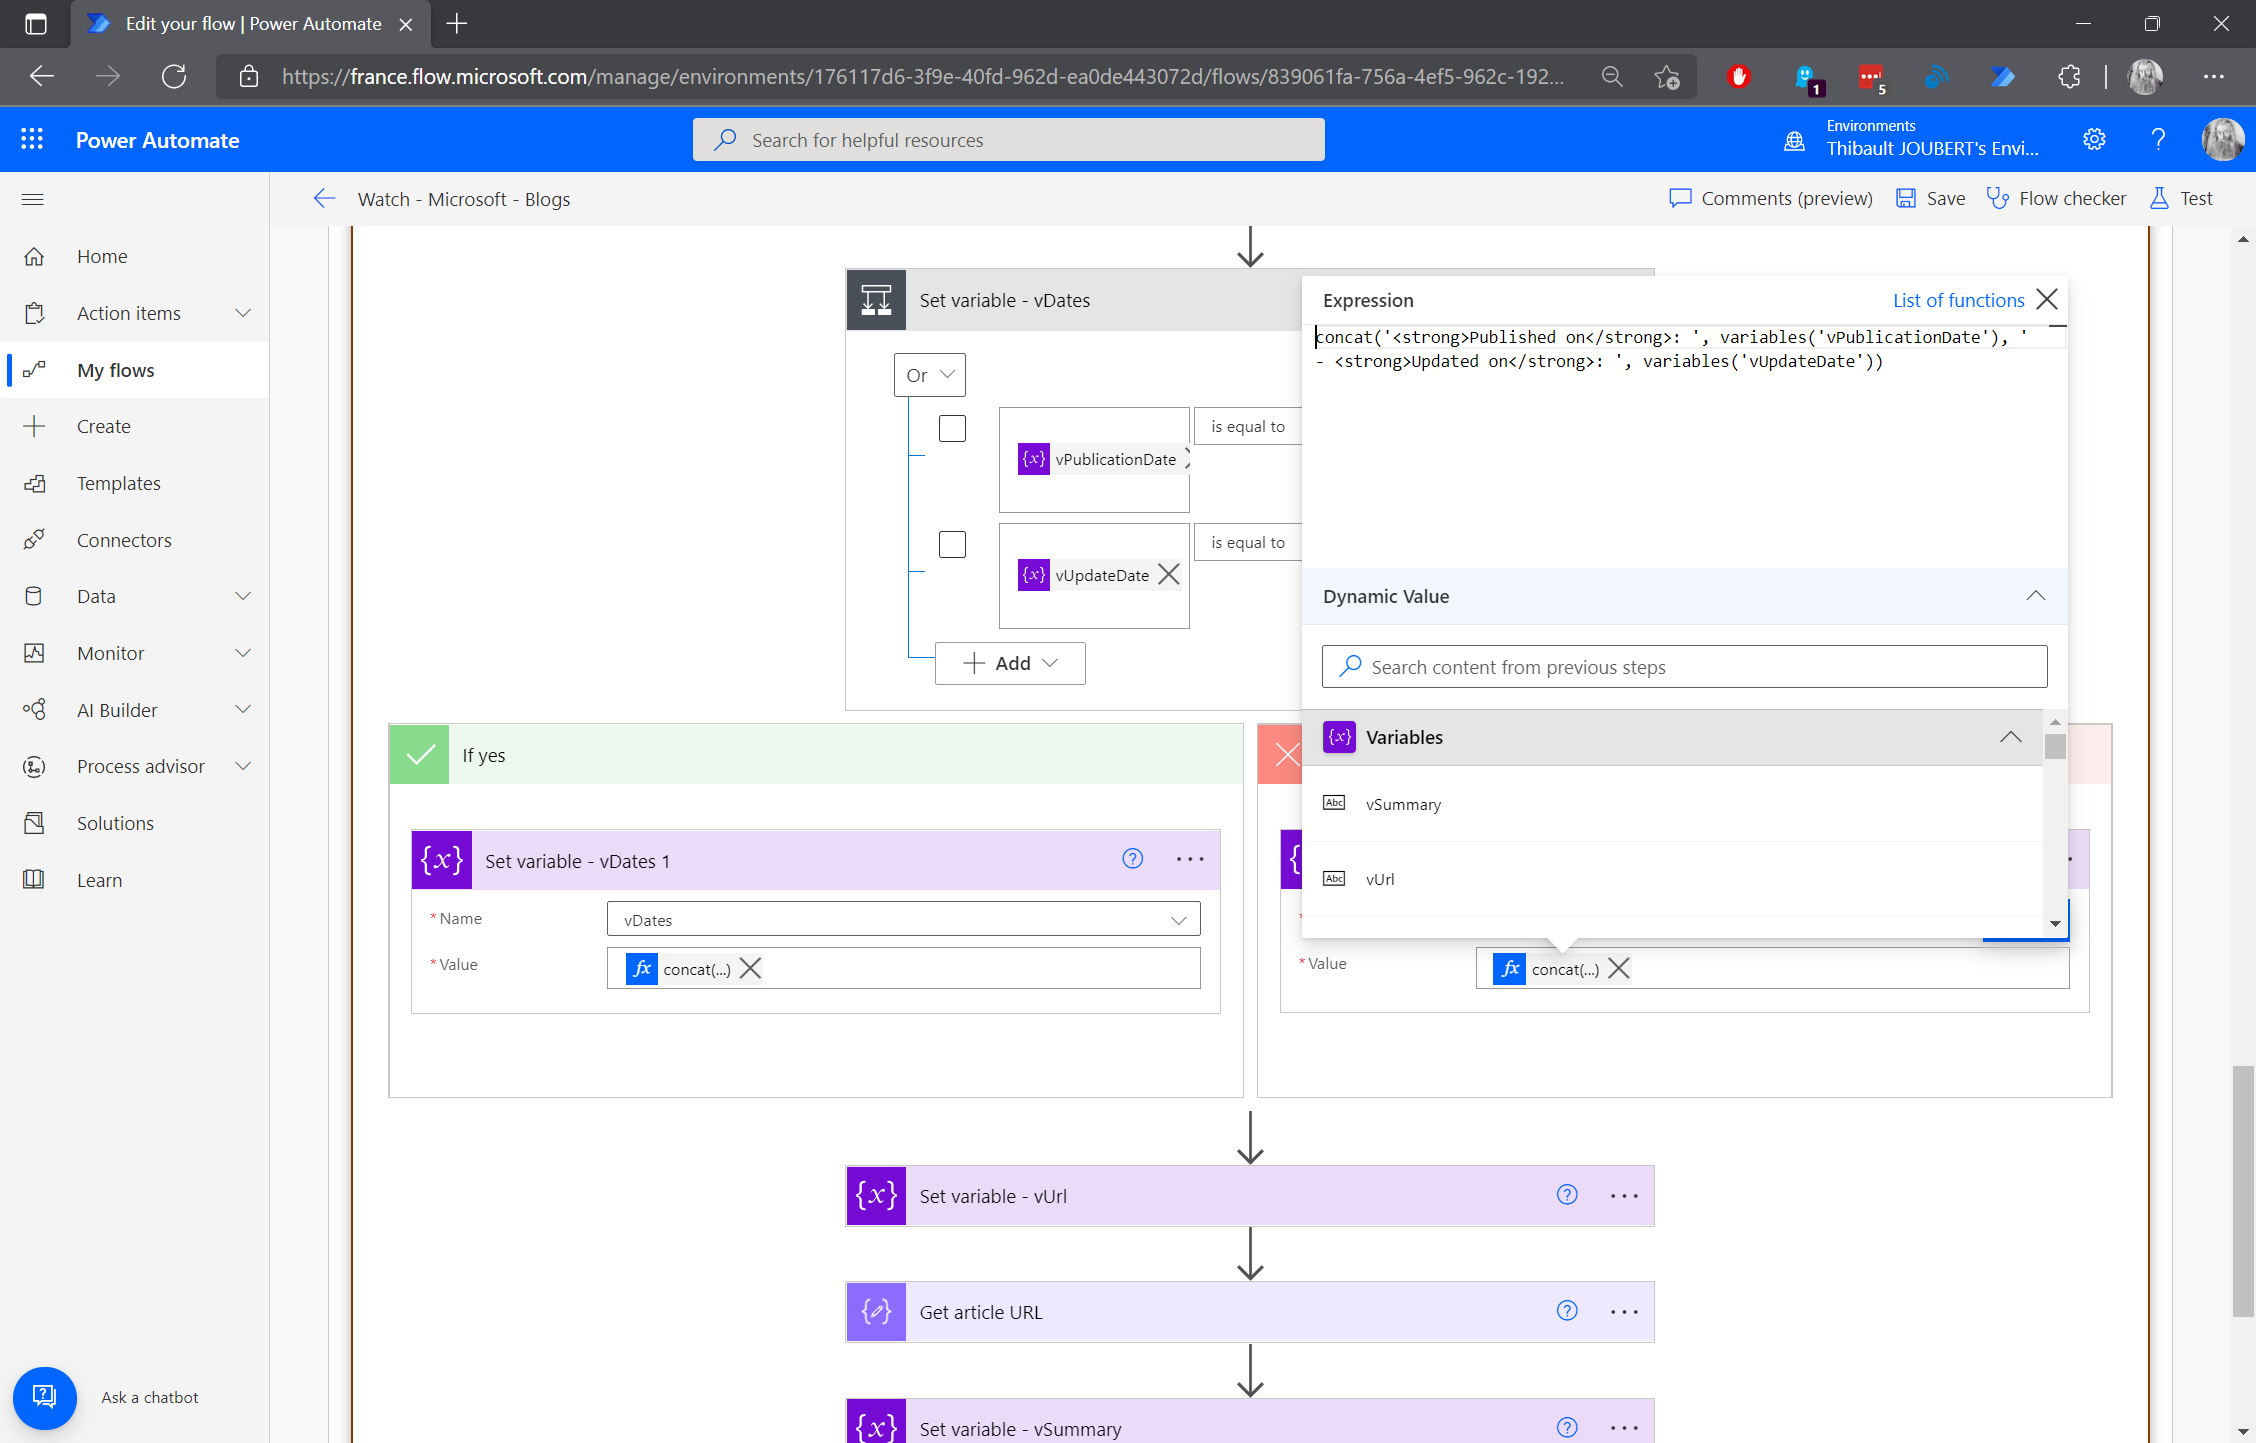 Edit your flow | Power Automate
https://france.flow.microsoft.com/manage/environments/176117d6-3f9e-40fd-962d-ea0de443072d/flows/839061fa-756a-4ef5-962c-192...
1
5
Power Automate
Search for helpful resources
Environments
Thibault JOUBERT's Envi...
Watch - Microsoft - Blogs
Comments (preview)
Save
Flow checker
Test
Home
Action items
My flows
Create
Templates
Connectors
Data
Monitor
AI Builder
Process advisor
Solutions
Learn
Ask a chatbot
Set variable - vDates
Or
{x} vPublicationDate
is equal to
{x} vUpdateDate
is equal to
Add
Expression
List of functions
concat('<strong>Published on</strong>: ', variables('vPublicationDate'), '
- <strong>Updated on</strong>: ', variables('vUpdateDate'))
Dynamic Value
Search content from previous steps
{x} Variables
Abc vSummary
Abc vUrl
If yes
{x} Set variable - vDates 1
* Name
vDates
* Value
fx concat(...)
{
*
* Value
fx concat(...)
{x} Set variable - vUrl
Get article URL
{x} Set variable - vSummary